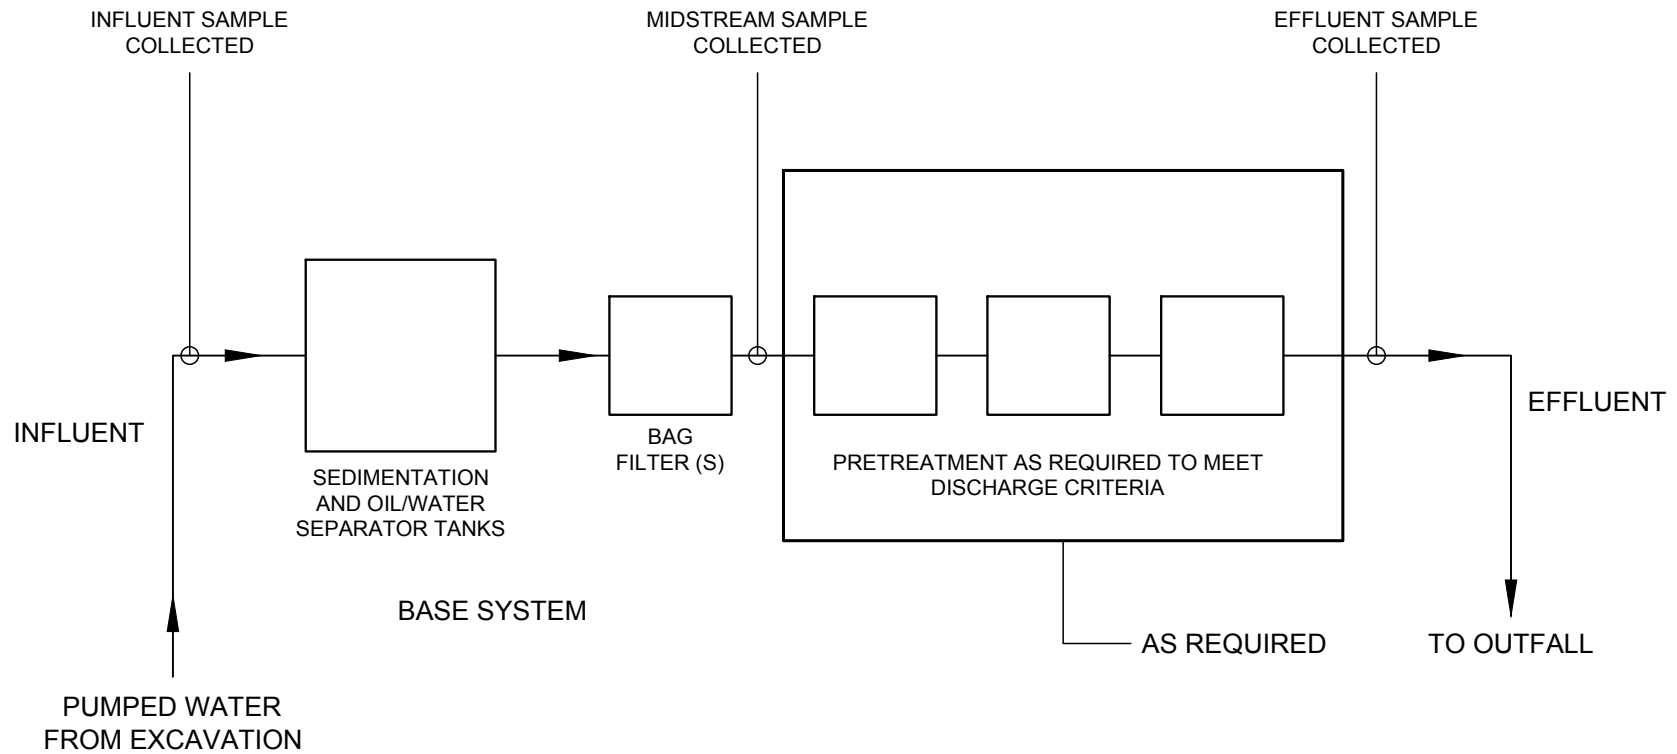 INFLUENT SAMPLE
COLLECTED
MIDSTREAM SAMPLE
COLLECTED
EFFLUENT SAMPLE
COLLECTED
INFLUENT
EFFLUENT
SEDIMENTATION
AND OIL/WATER
SEPARATOR TANKS
BAG
FILTER (S)
PRETREATMENT AS REQUIRED TO MEET
DISCHARGE CRITERIA
BASE SYSTEM
AS REQUIRED
TO OUTFALL
PUMPED WATER
FROM EXCAVATION